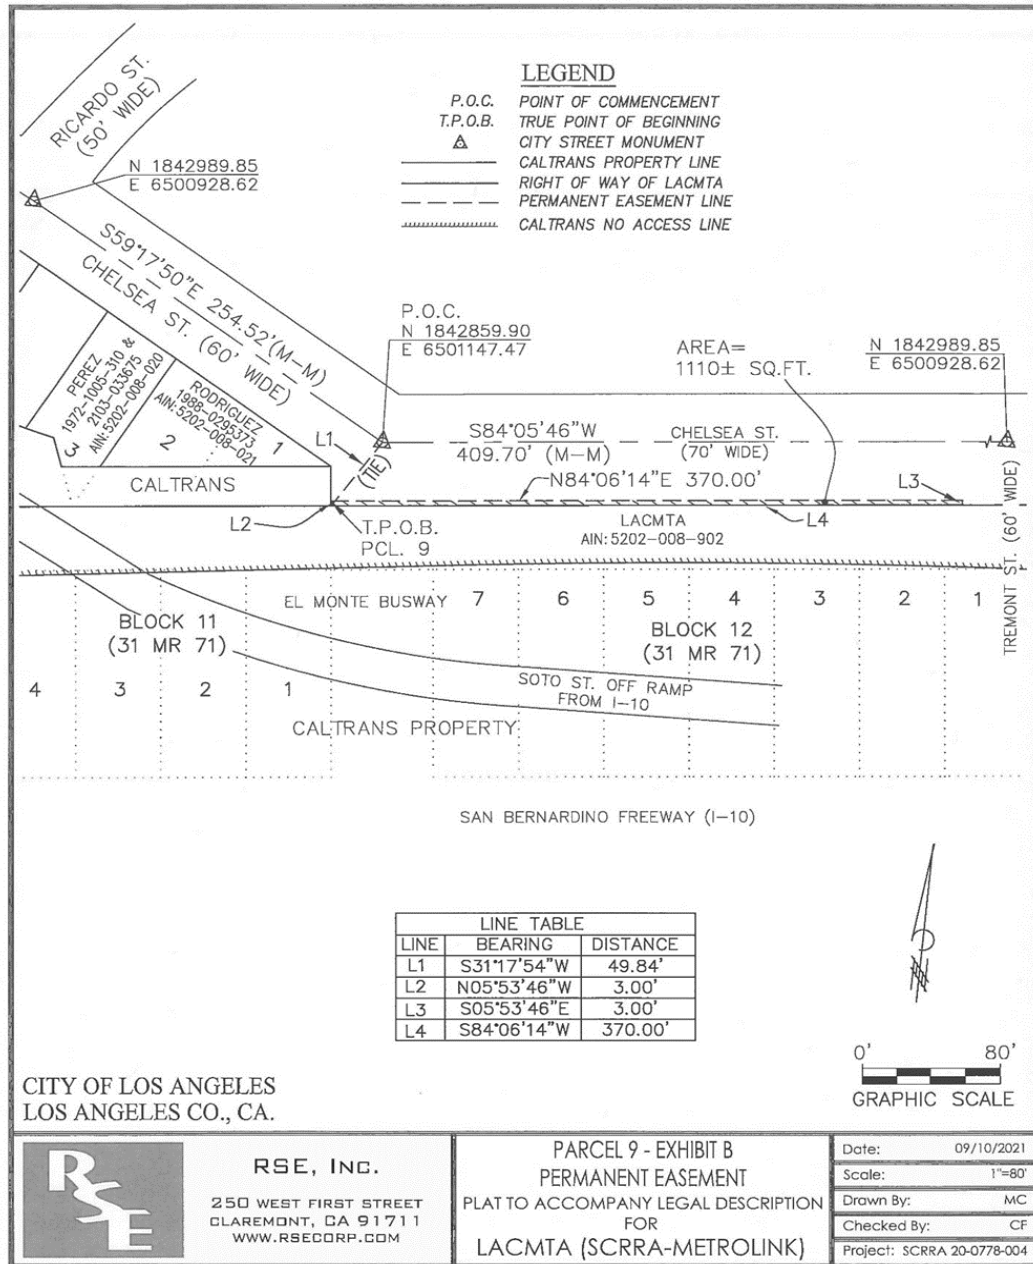 RICARDO ST.
(50' WIDE)
LEGEND
P.O.C. POINT OF COMMENCEMENT
T.P.O.B. TRUE POINT OF BEGINNING
CITY STREET MONUMENT
CALTRANS PROPERTY LINE
RIGHT OF WAY OF LACMTA
PERMANENT EASEMENT LINE
CALTRANS NO ACCESS LINE
N 1842989.85
E 6500928.62
S59°17'50"E 254.52'(M-M)
CHELSEA ST. (60' WIDE)
P.O.C.
N 1842859.90
E 6501147.47
AREA=
1110± SQ.FT.
N 1842989.85
E 6500928.62
PEREZ
1972-1005-310 &
2103-033675
AIN:5202-008-020
3
2
RODRIGUEZ
1988-0295373
AIN:5202-008-021
1
L1
(TIE)
S84°05'46"W
409.70' (M-M)
CHELSEA ST.
(70' WIDE)
CALTRANS
N84°06'14"E 370.00'
L3
L2
T.P.O.B.
PCL. 9
LACMTA
AIN:5202-008-902
L4
TREMONT ST. (60' WIDE)
EL MONTE BUSWAY
7 6 5 4 3 2 1
BLOCK 11
(31 MR 71)
BLOCK 12
(31 MR 71)
4 3 2 1
SOTO ST. OFF RAMP
FROM I-10
CALTRANS PROPERTY
SAN BERNARDINO FREEWAY (I-10)
LINE TABLE
LINE BEARING DISTANCE
L1 S31°17'54"W 49.84'
L2 N05°53'46"W 3.00'
L3 S05°53'46"E 3.00'
L4 S84°06'14"W 370.00'
0' 80'
GRAPHIC SCALE
CITY OF LOS ANGELES
LOS ANGELES CO., CA.
RSE
RSE, INC.
250 WEST FIRST STREET
CLAREMONT, CA 91711
WWW.RSECORP.COM
PARCEL 9 - EXHIBIT B
PERMANENT EASEMENT
PLAT TO ACCOMPANY LEGAL DESCRIPTION
FOR
LACMTA (SCRRA-METROLINK)
Date: 09/10/2021
Scale: 1"=80'
Drawn By: MC
Checked By: CF
Project: SCRRA 20-0778-004